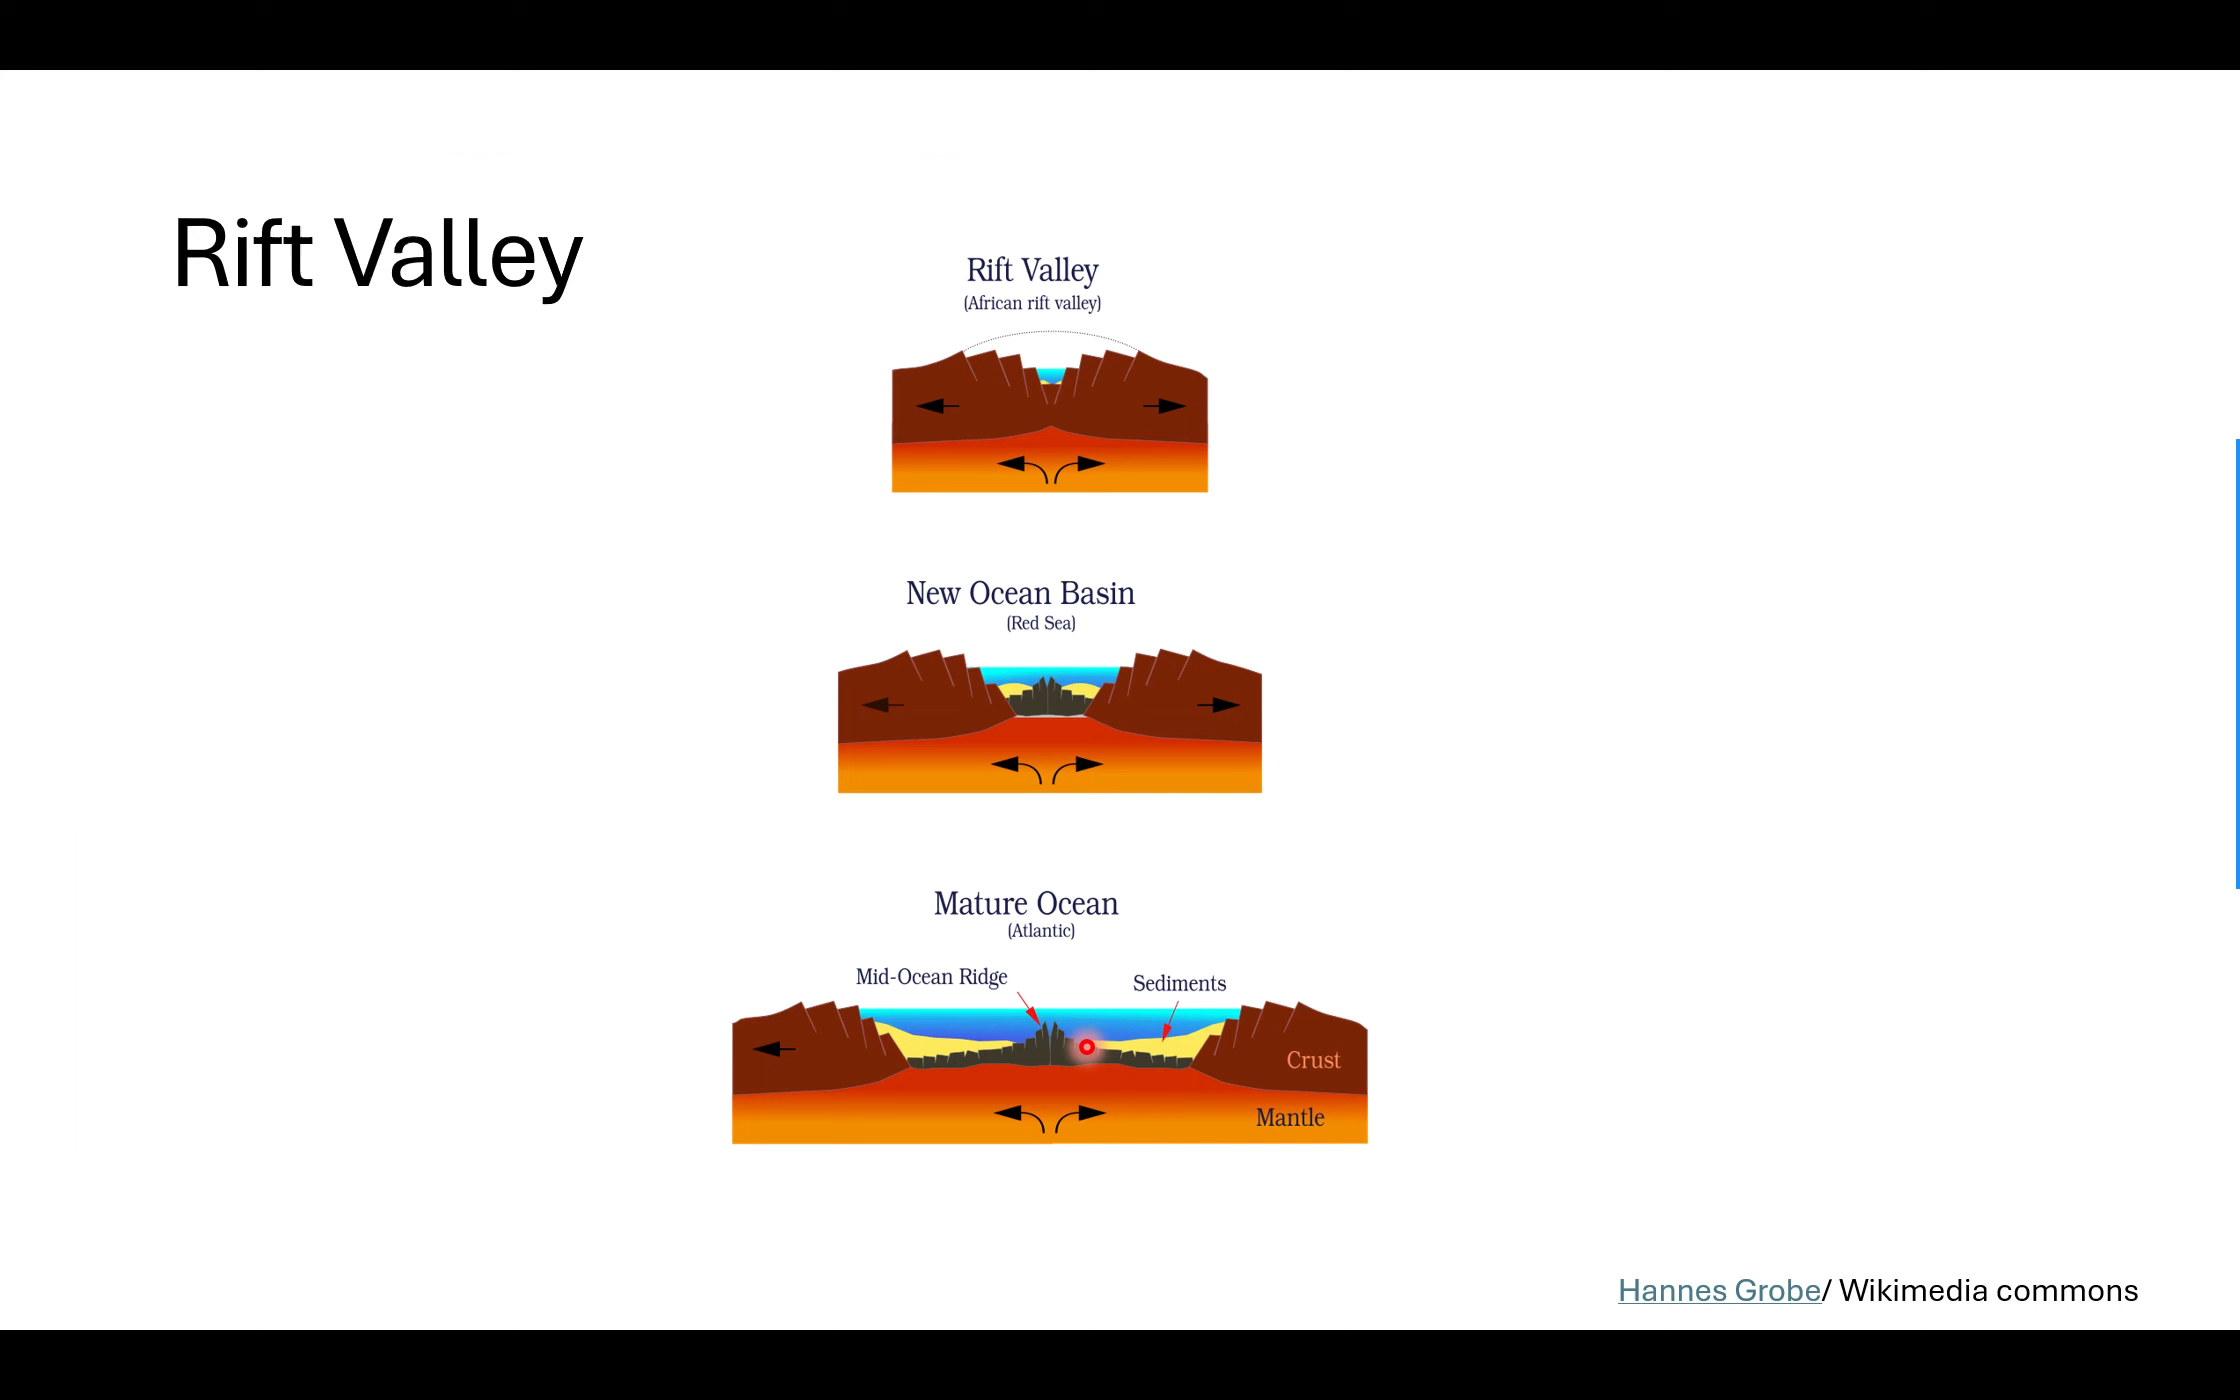 Rift Valley
Rift Valley
(African rift valley)
New Ocean Basin
(Red Sea)
Mature Ocean
(Atlantic)
Mid-Ocean Ridge
Sediments
Crust
Mantle
Hannes Grobe/ Wikimedia commons